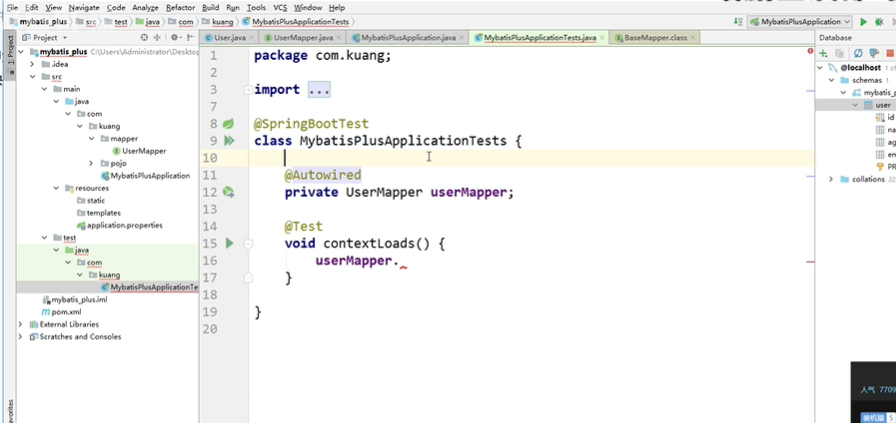 File Edit View Navigate Code Analyze Refactor Build Run Tools VCS Window Help
mybatis_plus src test java com kuang MybatisPlusApplicationTests MybatisPlusApplication
1: Project Project User.java UserMapper.java MybatisPlusApplication.java MybatisPlusApplicationTests.java BaseMapper.class Database
mybatis_plus C:\Users\Administrator\Desktop
.idea
src
main
java
com
kuang
mapper
UserMapper
pojo
MybatisPlusApplication
resources
static
templates
application.properties
test
java
com
kuang
MybatisPlusApplicationTe
mybatis_plus.iml
pom.xml
External Libraries
Scratches and Consoles
1 package com.kuang;
2
3 import ...
7
8 @SpringBootTest
9 class MybatisPlusApplicationTests {
10
11 @Autowired
12 private UserMapper userMapper;
13
14 @Test
15 void contextLoads() {
16 userMapper.
17 }
18
19 }
20
@localhost 1 of
schemas 1
mybatis_p
user
id
na
ag
em
PR
collations 222
人气 7709